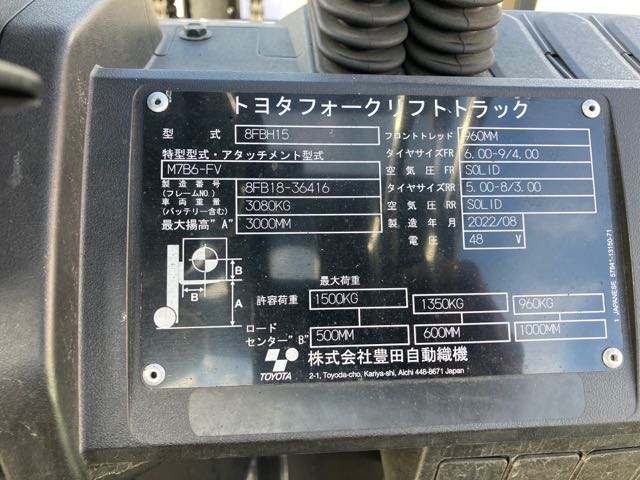 トヨタフォークリフトトラック
型 式 8FBH15 フロントトレッド 960MM
特型型式・アタッチメント型式 タイヤサイズFR 6.00-9/4.00
M7B6-FV 空 気 圧 FR SOLID
製 造 番 号 (フレームNO.) 8FB18-36416 タイヤサイズRR 5.00-8/3.00
車 両 重 量 (バッテリー含む) 3080KG 空 気 圧 RR SOLID
最大揚高"A" 3000MM 製 造 年 月 2022/08
電 圧 48 V
B
B A
最大荷重
許容荷重 1500KG 1350KG 960KG
ロード
センター"B" 500MM 600MM 1000MM
TOYOTA 株式会社豊田自動織機
2-1, Toyoda-cho, Kariya-shi, Aichi 448-8671 Japan
1 JAPANESE 57841-13150-71